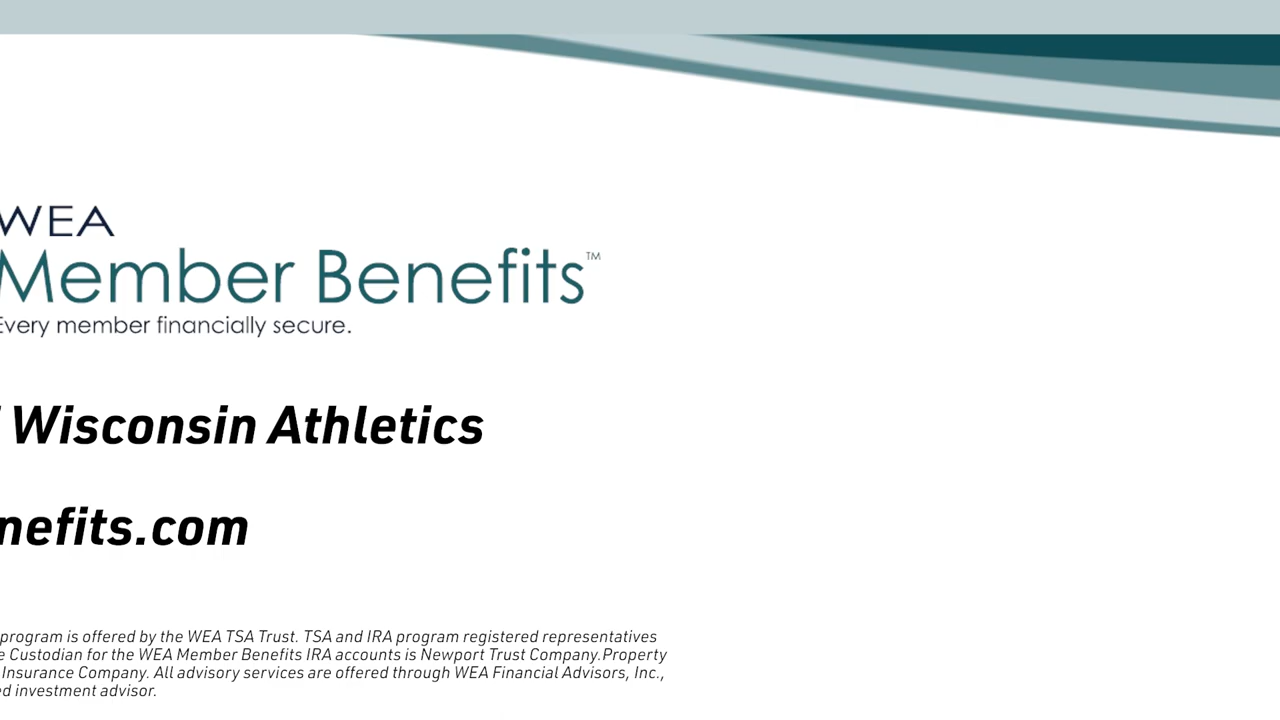 WEA
Member Benefits™
Every member financially secure.
Wisconsin Athletics
nefits.com
program is offered by the WEA TSA Trust. TSA and IRA program registered representatives
e Custodian for the WEA Member Benefits IRA accounts is Newport Trust Company.Property
Insurance Company. All advisory services are offered through WEA Financial Advisors, Inc.,
ed investment advisor.